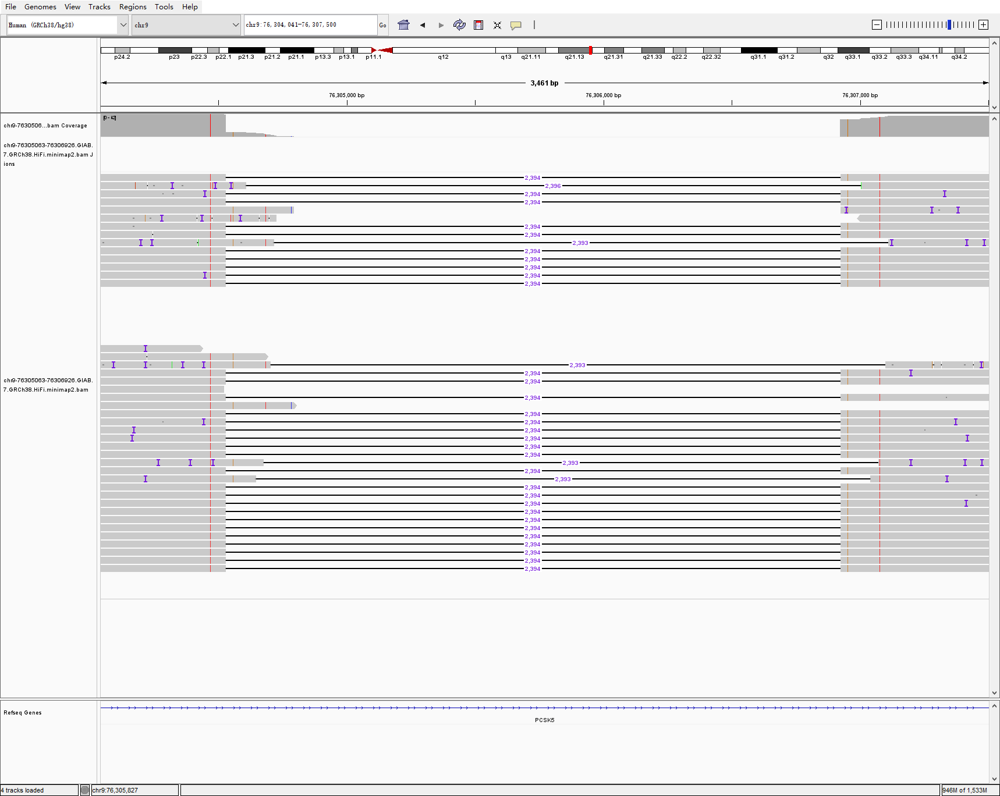 File Genomes View Tracks Regions Tools Help
Human (GRCh38/hg38) chr9 chr9:76,304,041-76,307,500 Go
p24.2 p23 p22.3 p22.1 p21.3 p21.2 p21.1 p13.3 p13.1 p11.1 q12 q13 q21.11 q21.13 q21.31 q21.33 q22.2 q22.32 q31.1 q31.2 q32 q33.1 q33.2 q33.3 q34.11 q34.2
3,461 bp
76,305,000 bp 76,306,000 bp 76,307,000 bp
[0 - 42]
chr9-7630506...bam Coverage
chr9-76305063-76306926.GIAB.
7.GRCh38.HiFi.minimap2.bam J
ions
2,394
2,396
2,394
2,394
2,394
2,394
2,393
2,394
2,394
2,394
2,394
2,394
2,393
2,394
2,394
chr9-76305063-76306926.GIAB.
7.GRCh38.HiFi.minimap2.bam
2,394
2,394
2,394
2,394
2,394
2,394
2,394
2,393
2,394
2,393
2,394
2,394
2,394
2,394
2,394
2,394
2,394
2,394
2,394
2,394
2,394
Refseq Genes
PCSK5
4 tracks loaded chr9:76,305,827 946M of 1,533M